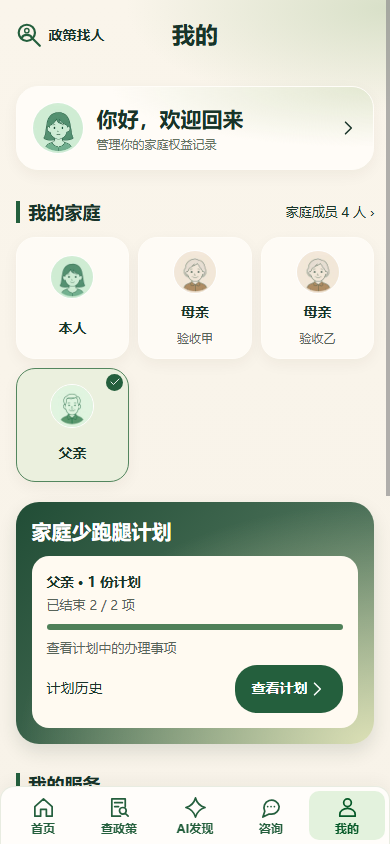 政策找人
我的
你好，欢迎回来
管理你的家庭权益记录
我的家庭
家庭成员 4 人 ›
本人
母亲
验收甲
母亲
验收乙
父亲
家庭少跑腿计划
父亲 • 1 份计划
已结束 2 / 2 项
查看计划中的办理事项
计划历史
查看计划
我的服务
首页
查政策
AI发现
咨询
我的